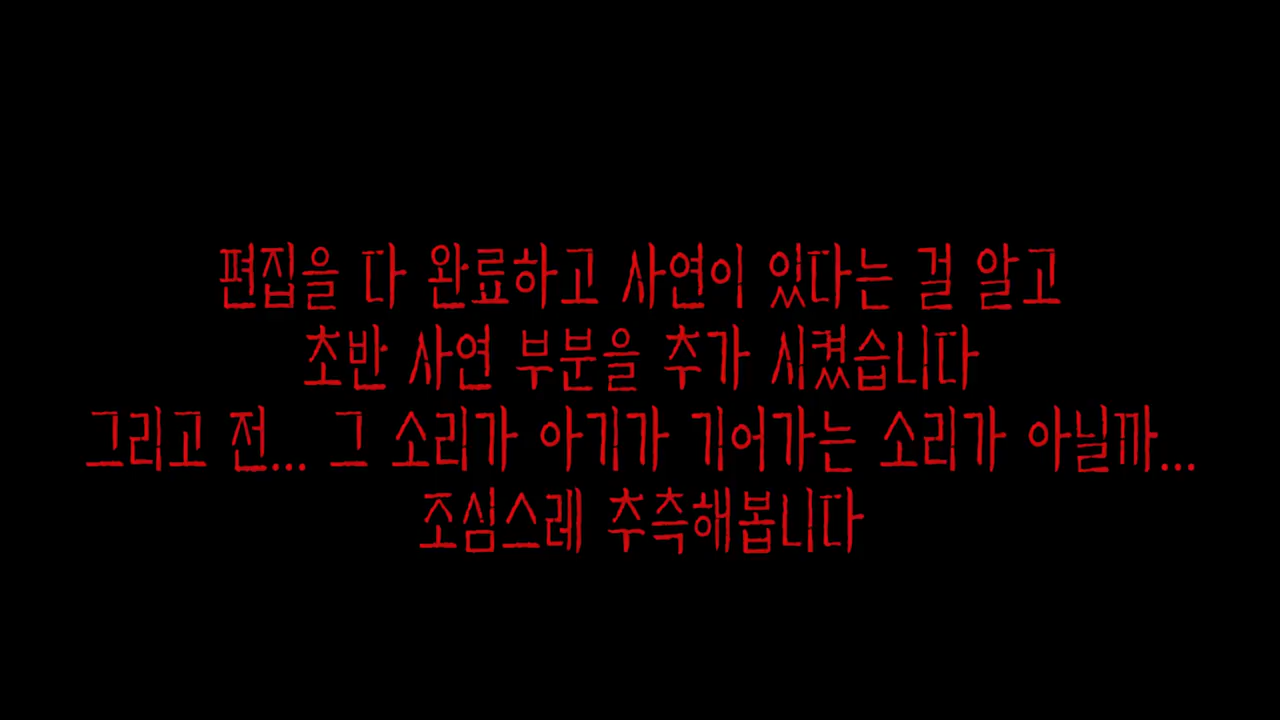 편집을 다 완료하고 사연이 있다는 걸 알고
초반 사연 부분을 추가 시켰습니다
그리고 전... 그 소리가 아기가 기어가는 소리가 아닐까...
조심스레 추측해봅니다